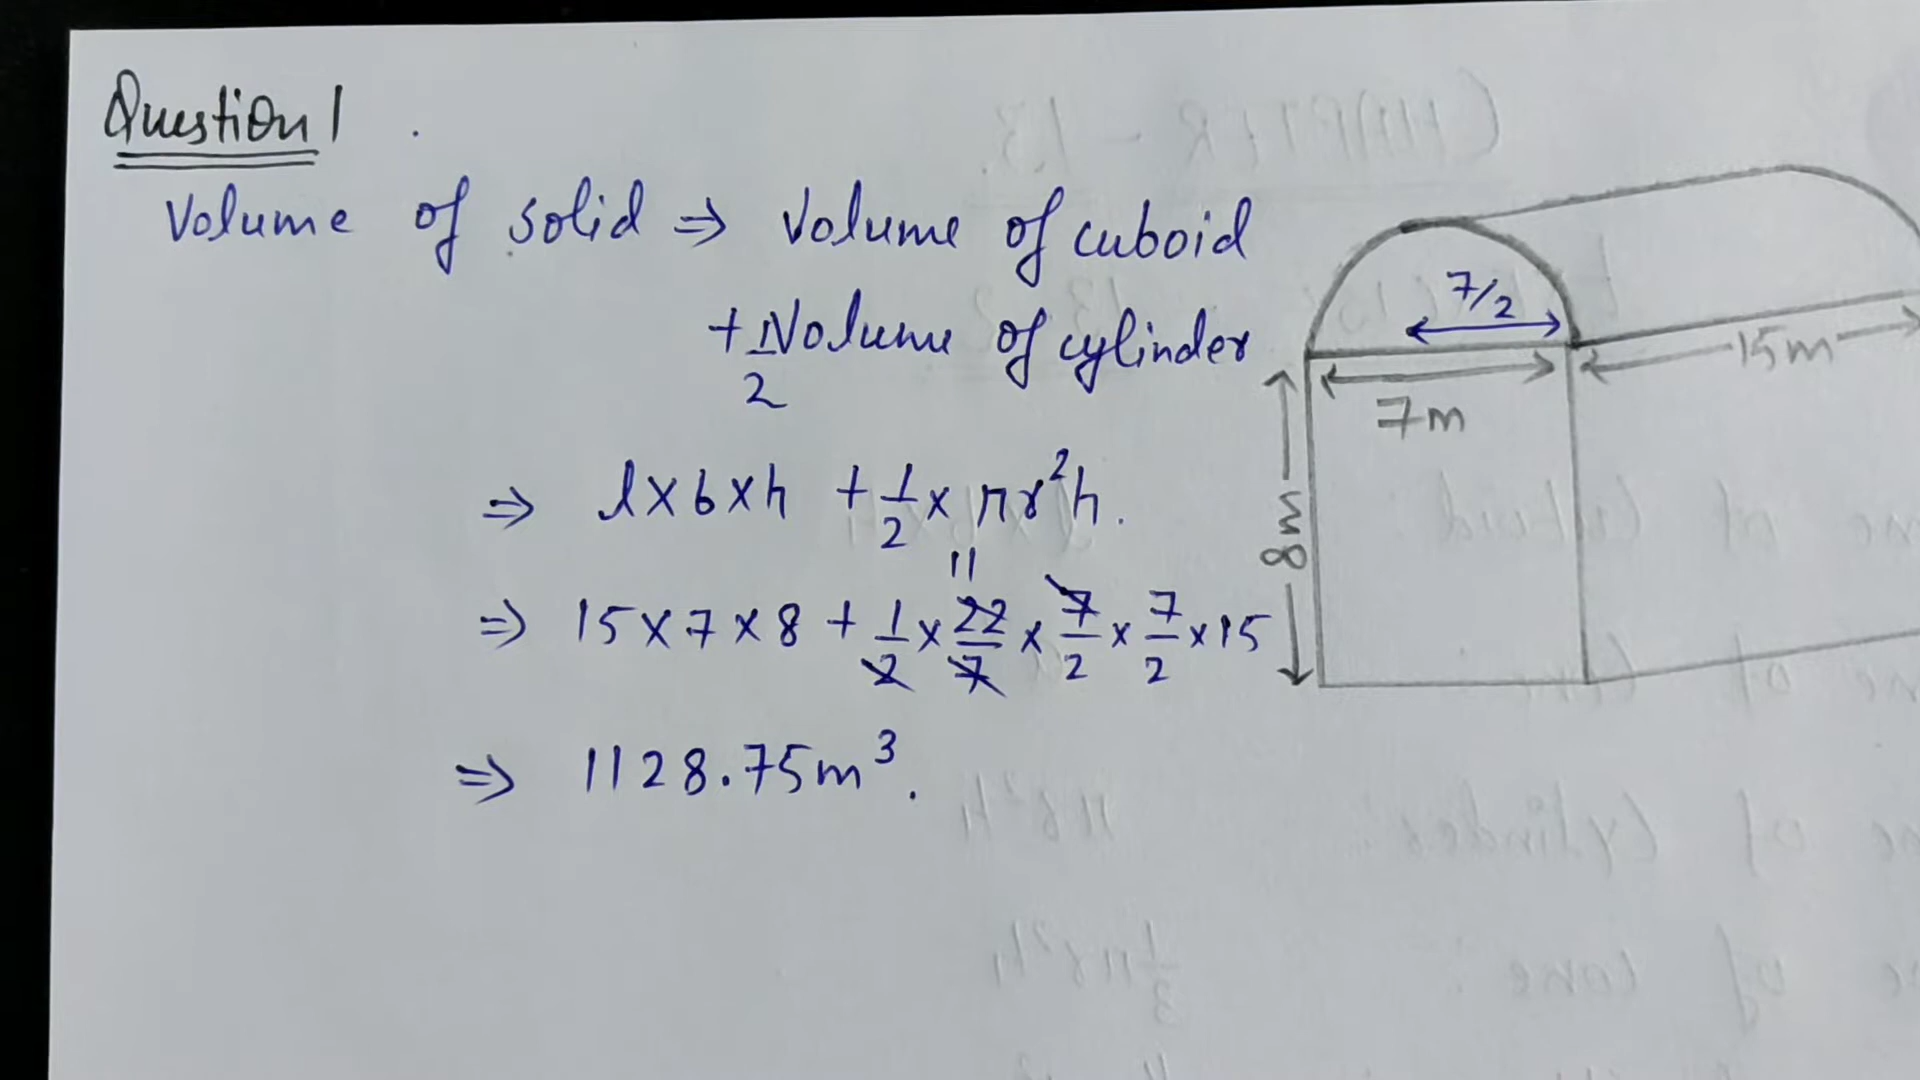 Question 1
Volume of solid ⇒ Volume of cuboid
+ 1/2 Volume of cylinder
⇒ l×b×h + 1/2 × πr²h.
11
⇒ 15×7×8 + 1/2 × 22/7 × 7/2 × 7/2 × 15
⇒ 1128.75m³.
7/2
15m
7m
8m